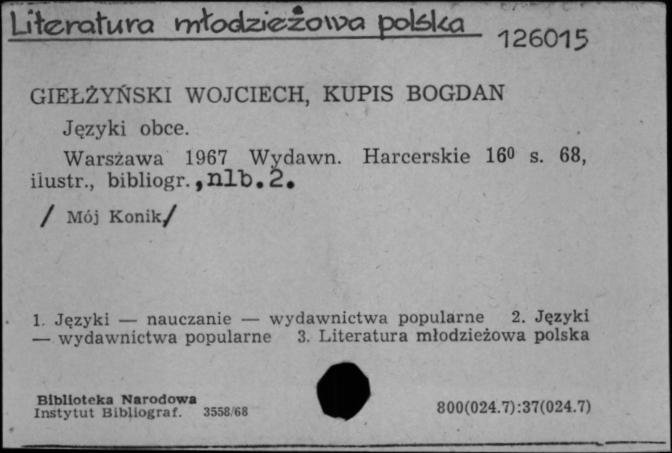 Literatura młodzieżowa polska
126015
GIEŁŻYŃSKI WOJCIECH, KUPIS BOGDAN
Języki obce.
Warszawa 1967 Wydawn. Harcerskie 16⁰ s. 68,
ilustr., bibliogr., nlb.2.
/ Mój Konik/
1. Języki — nauczanie — wydawnictwa popularne 2. Języki
— wydawnictwa popularne 3. Literatura młodzieżowa polska
Biblioteka Narodowa
Instytut Bibliograf. 3558/68
800(024.7):37(024.7)